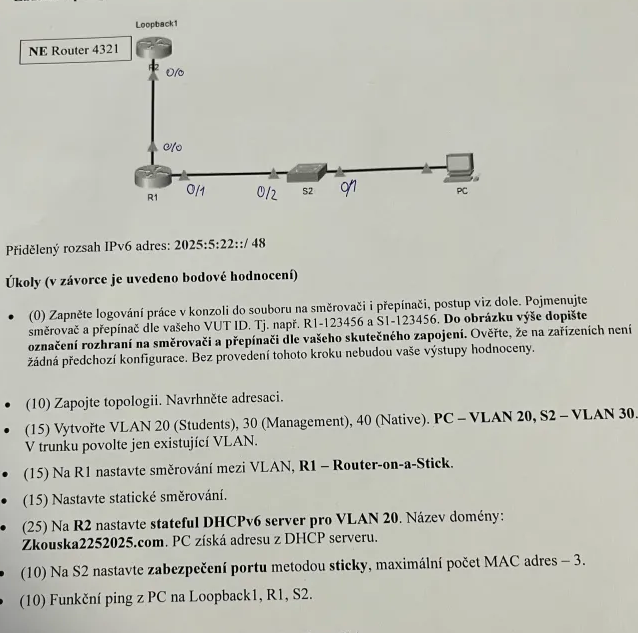 Loopback1
NE Router 4321
R2
0/0
0/0
R1
0/1
0/2
S2
0/1
PC
Přidělený rozsah IPv6 adres: 2025:5:22::/ 48
Úkoly (v závorce je uvedeno bodové hodnocení)
• (0) Zapněte logování práce v konzoli do souboru na směrovači i přepínači, postup viz dole. Pojmenujte
směrovač a přepínač dle vašeho VUT ID. Tj. např. R1-123456 a S1-123456. Do obrázku výše dopište
označení rozhraní na směrovači a přepínači dle vašeho skutečného zapojení. Ověřte, že na zařízeních není
žádná předchozí konfigurace. Bez provedení tohoto kroku nebudou vaše výstupy hodnoceny.
• (10) Zapojte topologii. Navrhněte adresaci.
• (15) Vytvořte VLAN 20 (Students), 30 (Management), 40 (Native). PC – VLAN 20, S2 – VLAN 30.
V trunku povolte jen existující VLAN.
• (15) Na R1 nastavte směrování mezi VLAN, R1 – Router-on-a-Stick.
• (15) Nastavte statické směrování.
• (25) Na R2 nastavte stateful DHCPv6 server pro VLAN 20. Název domény:
Zkouska2252025.com. PC získá adresu z DHCP serveru.
• (10) Na S2 nastavte zabezpečení portu metodou sticky, maximální počet MAC adres – 3.
• (10) Funkční ping z PC na Loopback1, R1, S2.